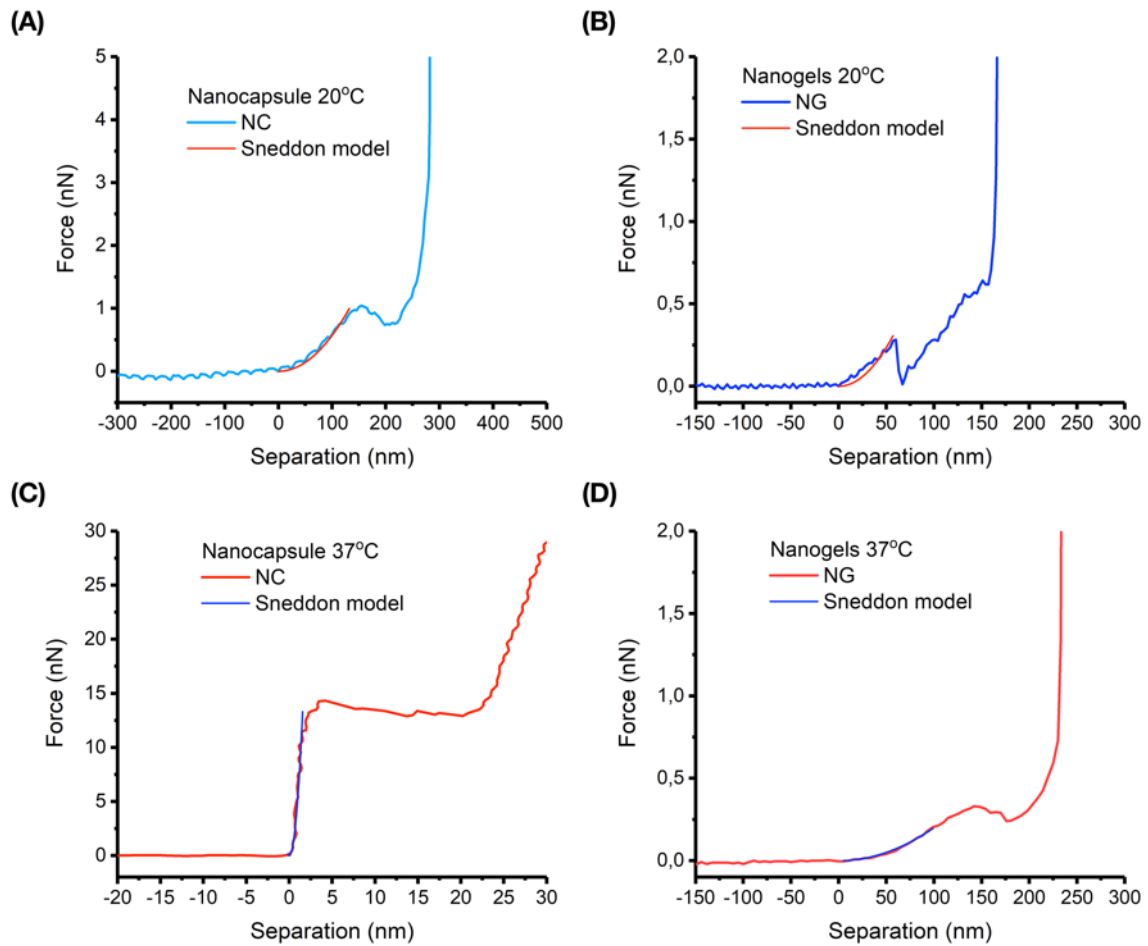 (A)
5
4
3
2
1
0
Force (nN)
Nanocapsule 20°C
NC
Sneddon model
-300 -200 -100 0 100 200 300 400 500
Separation (nm)
(B)
2,0
1,5
1,0
0,5
0,0
Force (nN)
Nanogels 20°C
NG
Sneddon model
-150 -100 -50 0 50 100 150 200 250 300
Separation (nm)
(C)
30
25
20
15
10
5
0
Force (nN)
Nanocapsule 37°C
NC
Sneddon model
-20 -15 -10 -5 0 5 10 15 20 25 30
Separation (nm)
(D)
2,0
1,5
1,0
0,5
0,0
Force (nN)
Nanogels 37°C
NG
Sneddon model
-150 -100 -50 0 50 100 150 200 250 300
Separation (nm)